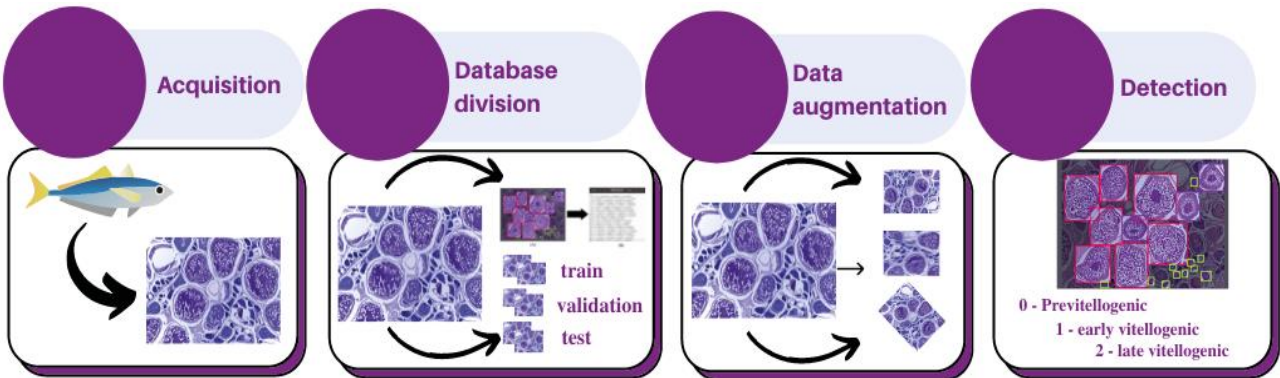 Acquisition
Database
division
Data
augmentation
Detection
train
validation
test
0 - Previtellogenic
1 - early vitellogenic
2 - late vitellogenic